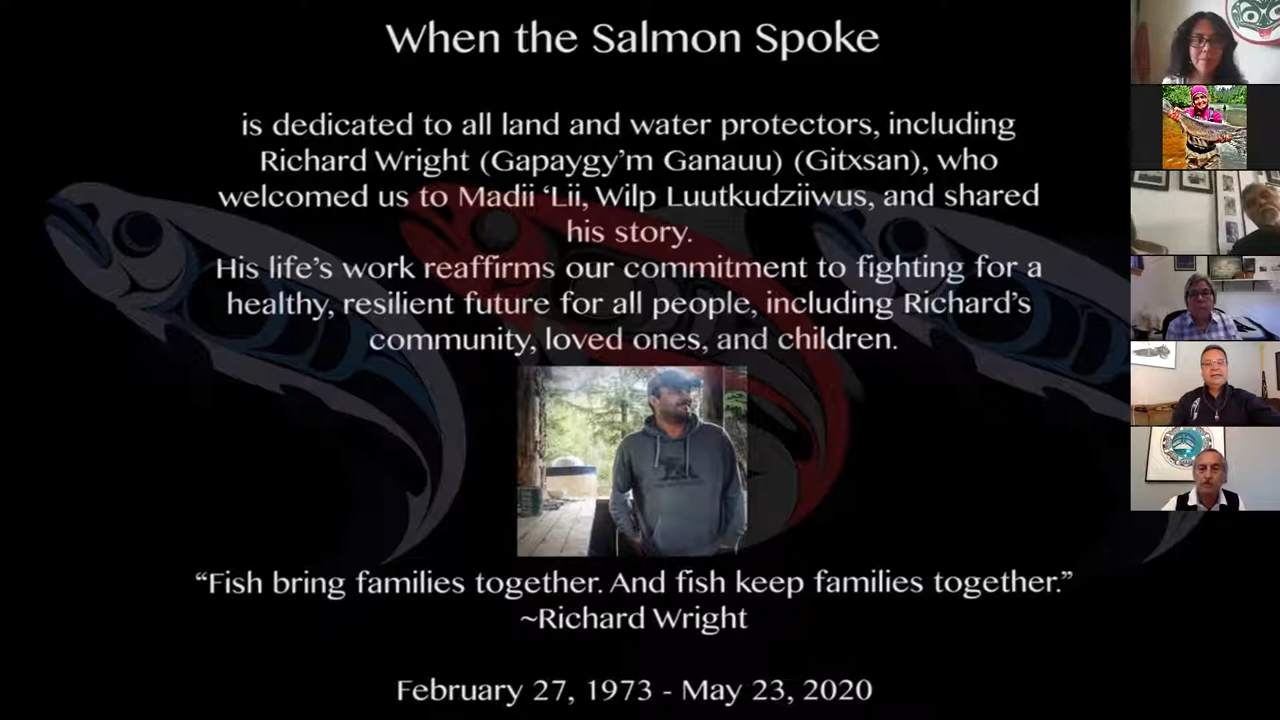 When the Salmon Spoke
is dedicated to all land and water protectors, including
Richard Wright (Gapaygy’m Ganauu) (Gitxsan), who
welcomed us to Madii ‘Lii, Wilp Luutkudziiwus, and shared
his story.
His life’s work reaffirms our commitment to fighting for a
healthy, resilient future for all people, including Richard’s
community, loved ones, and children.
“Fish bring families together. And fish keep families together.”
~Richard Wright
February 27, 1973 - May 23, 2020